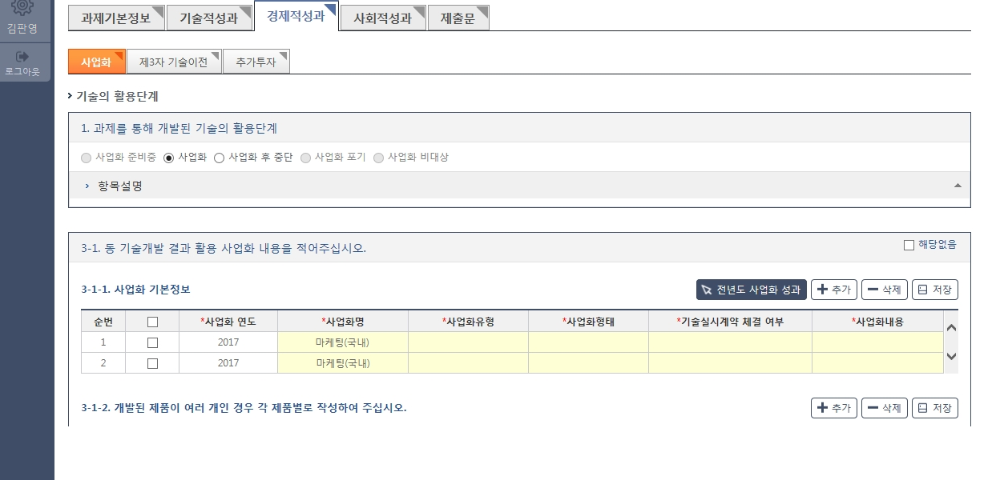 김판영
로그아웃
과제기본정보 기술적성과 경제적성과 사회적성과 제출문
사업화 제3자 기술이전 추가투자
기술의 활용단계
1. 과제를 통해 개발된 기술의 활용단계
사업화 준비중 사업화 사업화 후 중단 사업화 포기 사업화 비대상
항목설명
3-1. 동 기술개발 결과 활용 사업화 내용을 적어주십시오. 해당없음
3-1-1. 사업화 기본정보 전년도 사업화 성과 추가 삭제 저장
순번 *사업화 연도 *사업화명 *사업화유형 *사업화형태 *기술실시계약 체결 여부 *사업화내용
1 2017 마케팅(국내)
2 2017 마케팅(국내)
3-1-2. 개발된 제품이 여러 개인 경우 각 제품별로 작성하여 주십시오. 추가 삭제 저장